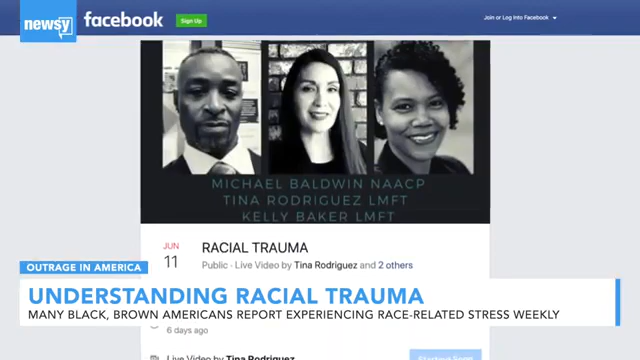 newsy
facebook
Sign Up
Join or Log Into Facebook
MICHAEL BALDWIN NAACP
TINA RODRIGUEZ LMFT
KELLY BAKER LMFT
JUN
11
RACIAL TRAUMA
Public · Live Video by Tina Rodriguez and 2 others
OUTRAGE IN AMERICA
UNDERSTANDING RACIAL TRAUMA
MANY BLACK, BROWN AMERICANS REPORT EXPERIENCING RACE-RELATED STRESS WEEKLY
6 days ago
Live Video by Tina Rodriguez